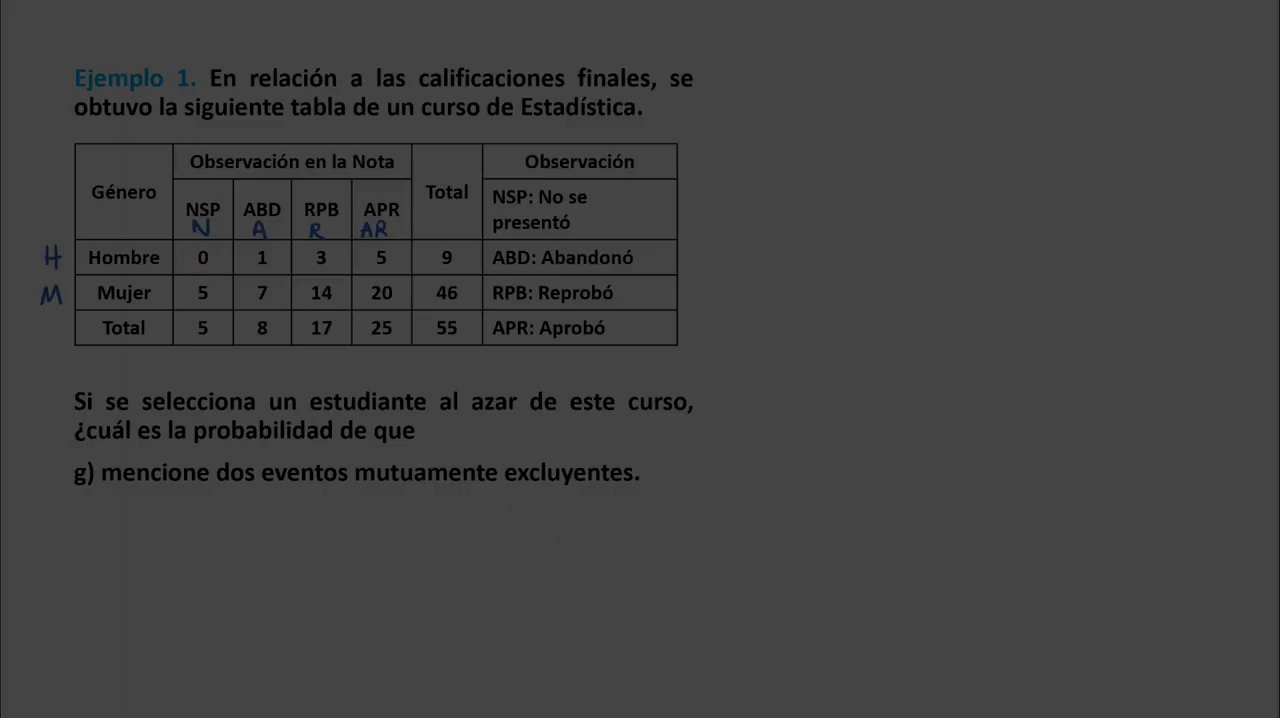 Ejemplo 1. En relación a las calificaciones finales, se
obtuvo la siguiente tabla de un curso de Estadística.
Género Observación en la Nota Total Observación
NSP ABD RPB APR NSP: No se presentó
N A R AR
H Hombre 0 1 3 5 9 ABD: Abandonó
M Mujer 5 7 14 20 46 RPB: Reprobó
Total 5 8 17 25 55 APR: Aprobó
Si se selecciona un estudiante al azar de este curso,
¿cuál es la probabilidad de que
g) mencione dos eventos mutuamente excluyentes.